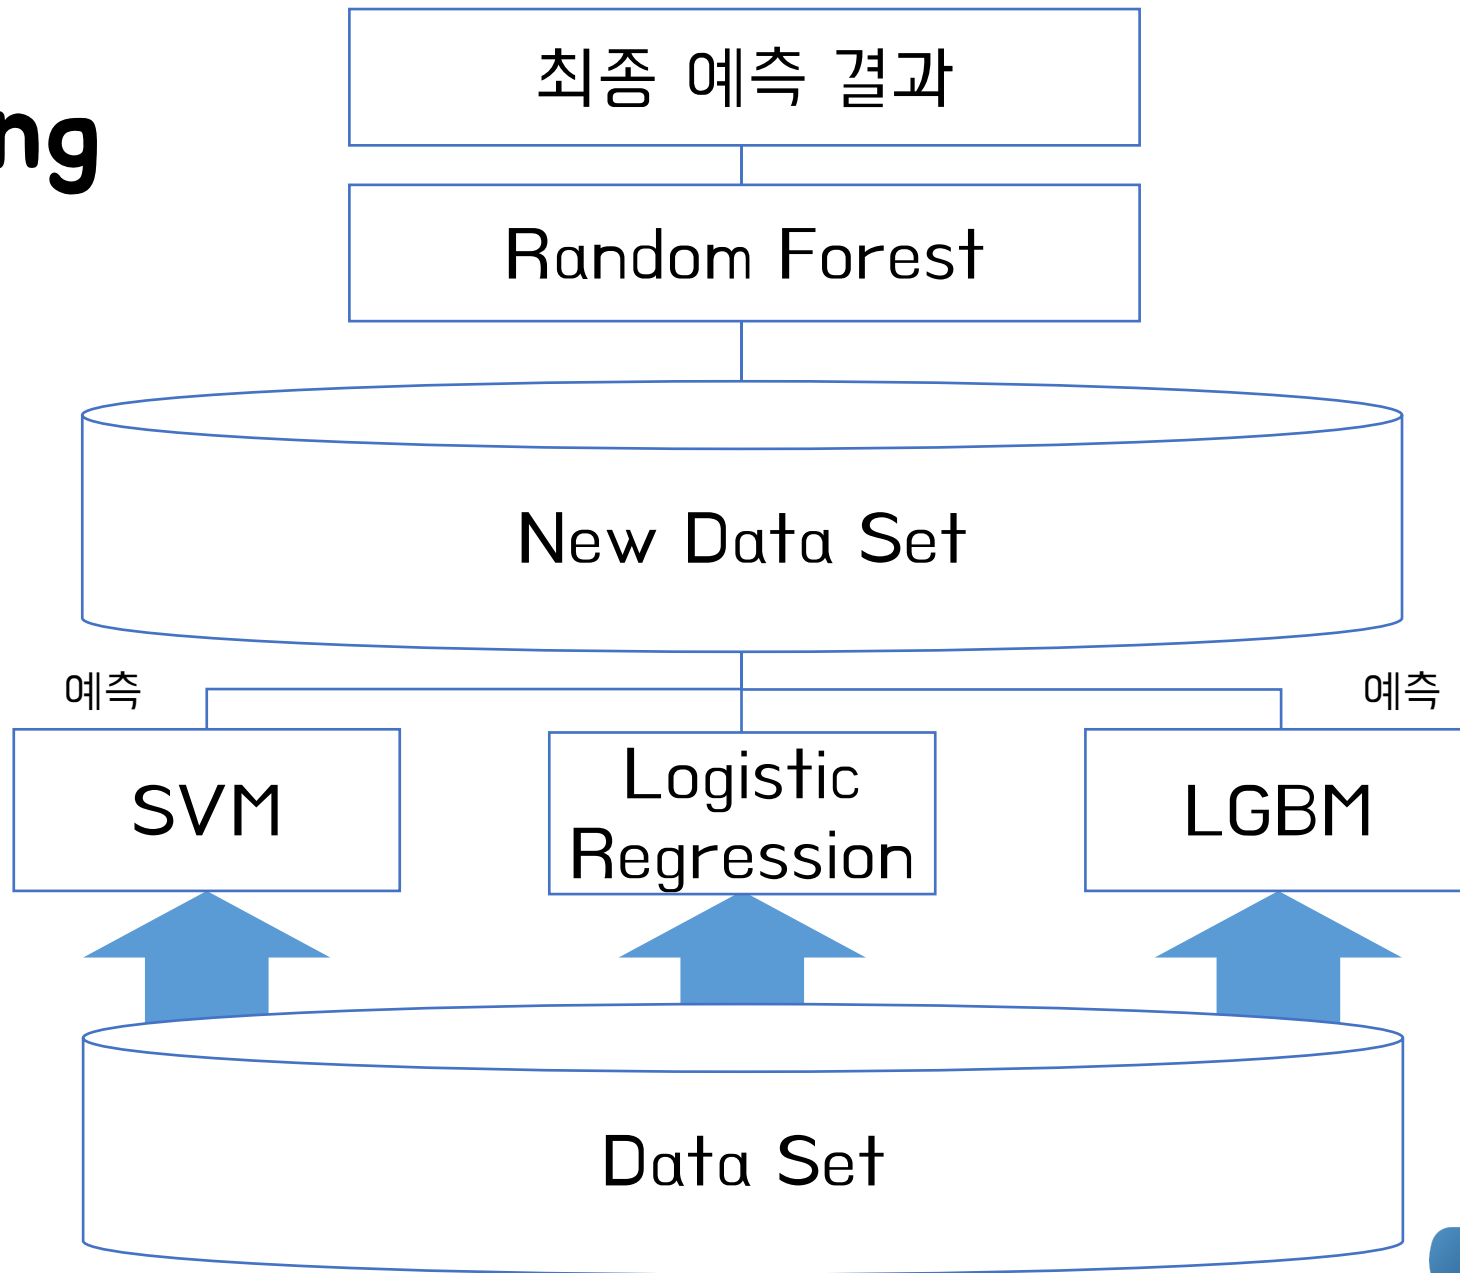 ng
최종 예측 결과
Random Forest
New Data Set
예측
예측
SVM
Logistic
Regression
LGBM
Data Set